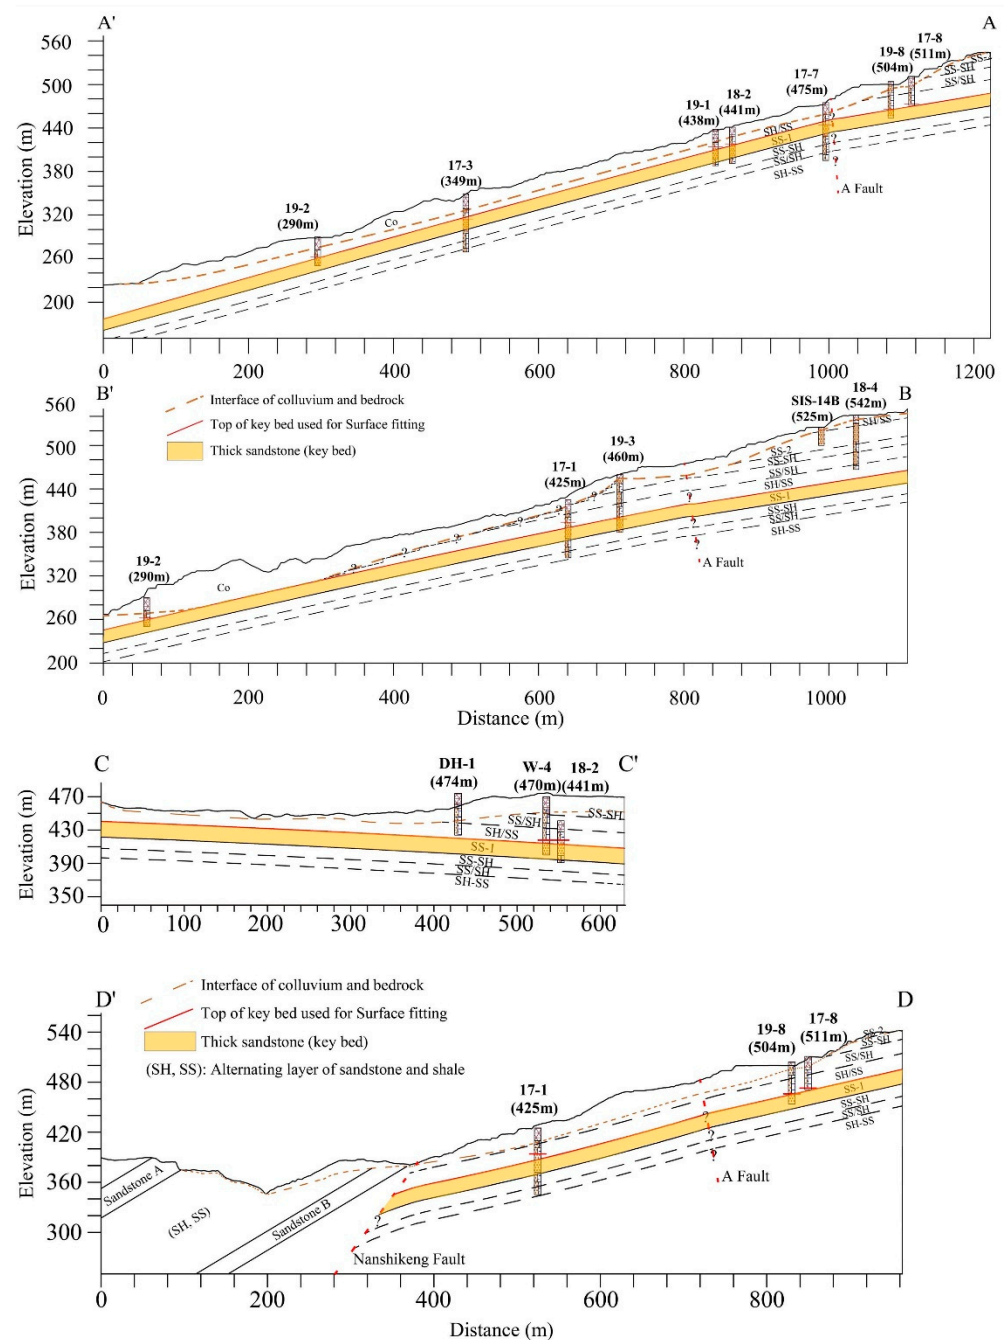 A'
A
17-8
(511m)
19-8
(504m)
17-7
(475m)
18-2
(441m)
19-1
(438m)
17-3
(349m)
19-2
(290m)
SS-2
SS-SH
SS/SH
SH/SS
SS-1
SS-SH
SS/SH
SH-SS
?
?
?
A Fault
Co
Elevation (m)
560
500
440
380
320
260
200
0
200
400
600
800
1000
1200
B'
B
Interface of colluvium and bedrock
Top of key bed used for Surface fitting
Thick sandstone (key bed)
SIS-14B
(525m)
18-4
(542m)
19-3
(460m)
17-1
(425m)
19-2
(290m)
SH/SS
SS-2
SS-SH
SS/SH
SH/SS
SS-1
SS-SH
SS/SH
SH-SS
?
?
?
?
?
?
?
?
?
?
A Fault
Co
Elevation (m)
560
500
440
380
320
260
200
0
200
400
600
800
1000
Distance (m)
C
C'
DH-1
(474m)
W-4
(470m)
18-2
(441m)
SS-SH
SS/SH
SH/SS
SS-1
SS-SH
SS/SH
SH-SS
Elevation (m)
470
430
390
350
0
100
200
300
400
500
600
D'
D
Interface of colluvium and bedrock
Top of key bed used for Surface fitting
Thick sandstone (key bed)
(SH, SS): Alternating layer of sandstone and shale
19-8
(504m)
17-8
(511m)
17-1
(425m)
SS-2
SS-SH
SS/SH
SH/SS
SS-1
SS-SH
SS/SH
SH-SS
?
?
?
?
A Fault
Sandstone A
(SH, SS)
Sandstone B
Nanshikeng Fault
Elevation (m)
540
480
420
360
300
0
200
400
600
800
Distance (m)